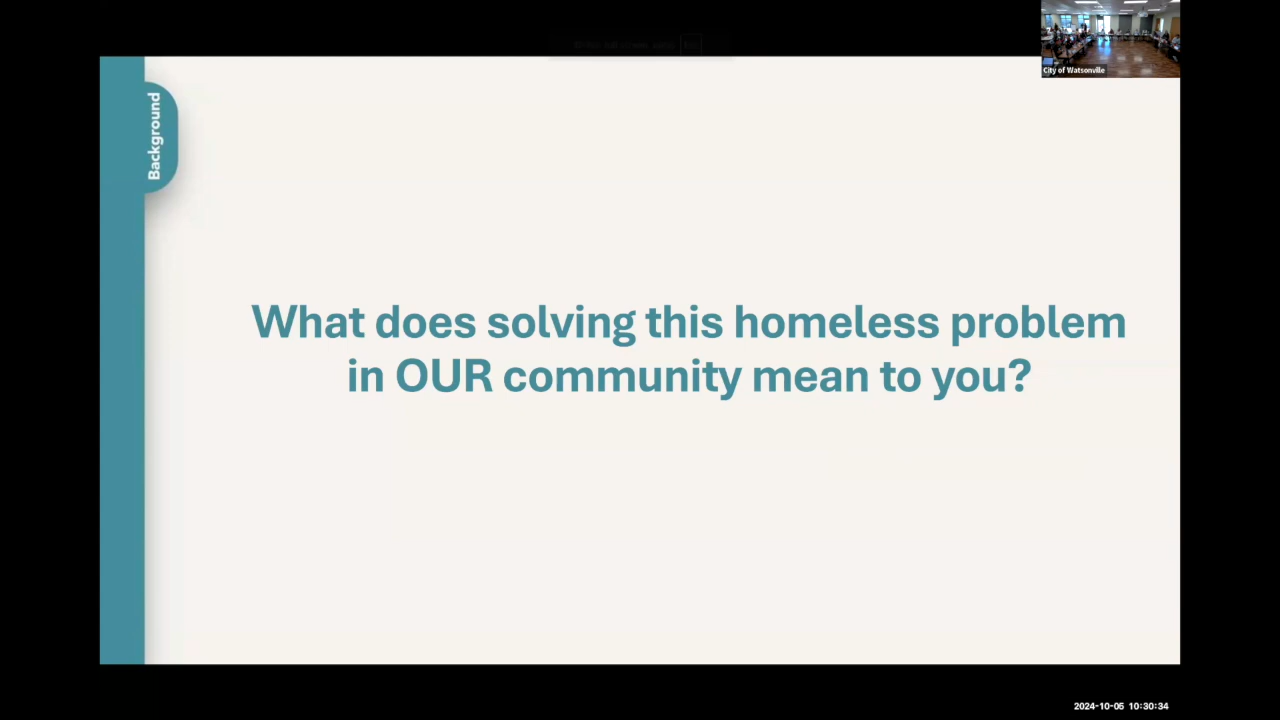 City of Watsonville
Background
What does solving this homeless problem
in OUR community mean to you?
2024-10-05 10:30:34